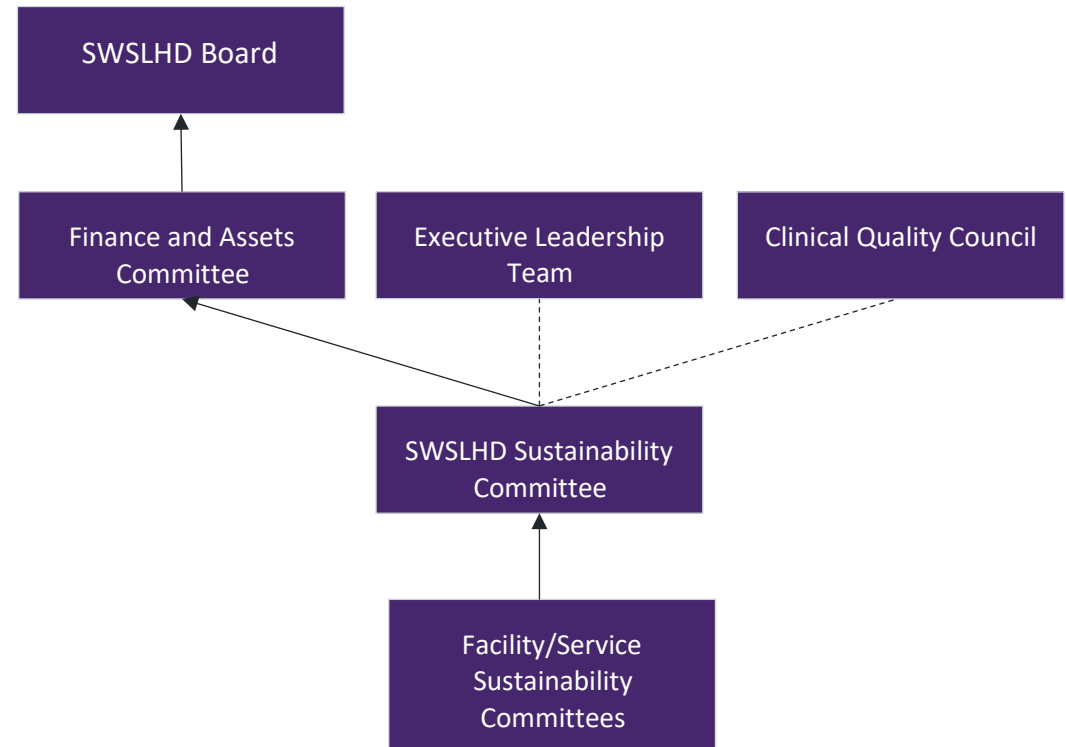 SWSLHD Board
Finance and Assets
Committee
Executive Leadership
Team
Clinical Quality Council
SWSLHD Sustainability
Committee
Facility/Service
Sustainability
Committees